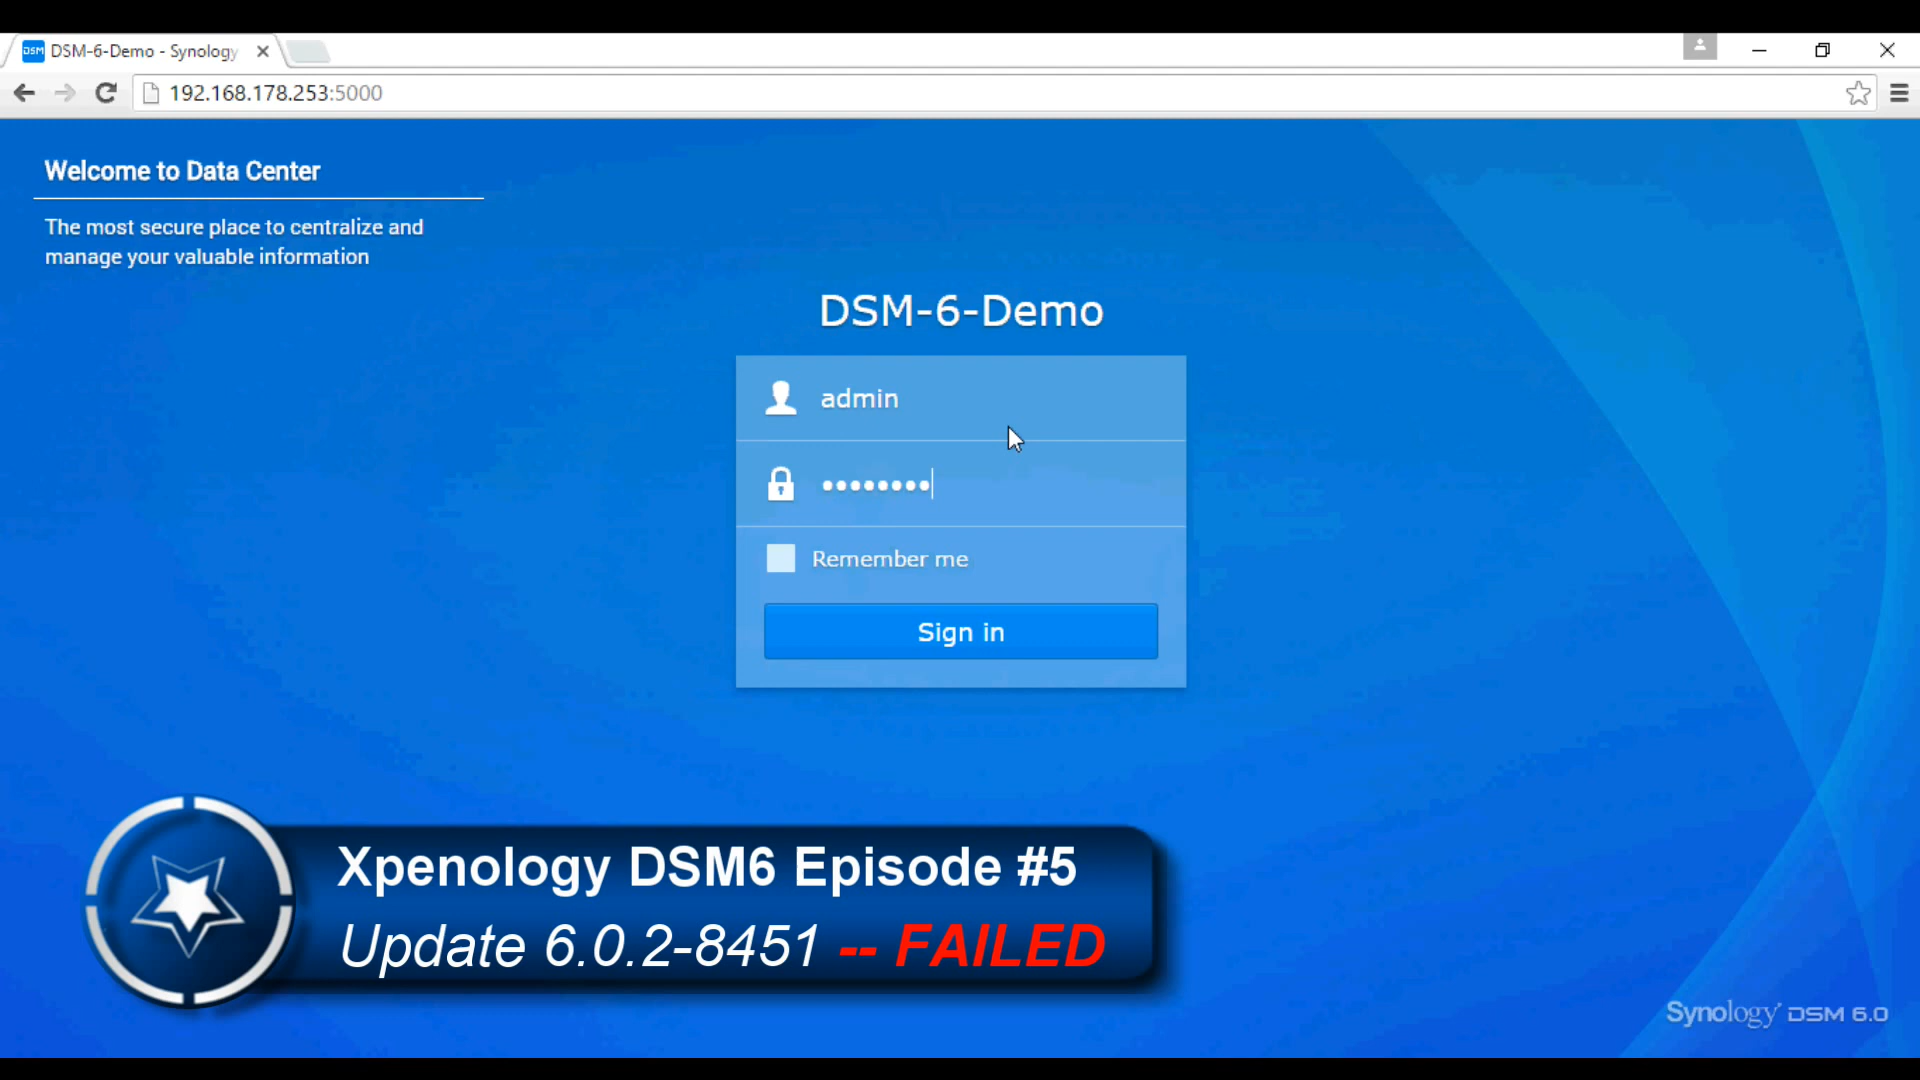 DSM DSM-6-Demo - Synology
192.168.178.253:5000
Welcome to Data Center
The most secure place to centralize and
manage your valuable information
DSM-6-Demo
admin
••••••••
Remember me
Sign in
Xpenology DSM6 Episode #5
Update 6.0.2-8451 -- FAILED
Synology DSM 6.0